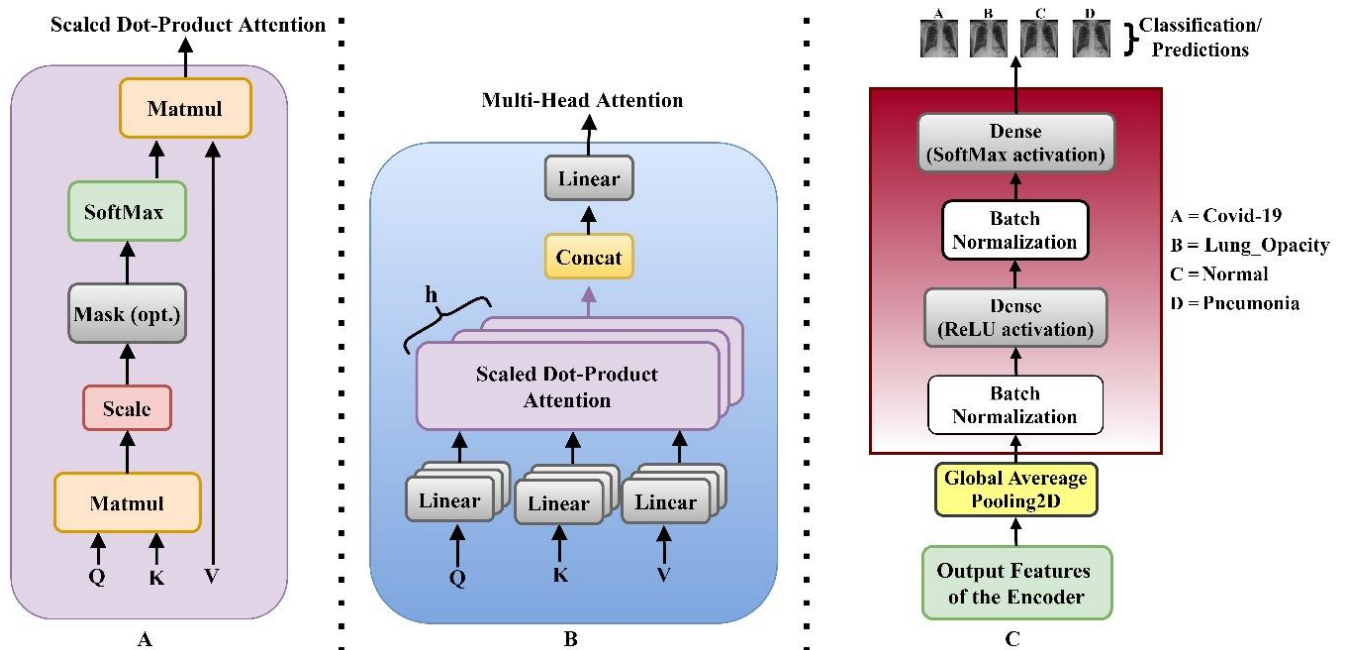 Scaled Dot-Product Attention
Matmul
SoftMax
Mask (opt.)
Scale
Matmul
Q K V
A
Multi-Head Attention
Linear
Concat
h
Scaled Dot-Product
Attention
Linear Linear Linear
Q K V
B
A B C D
Classification/
Predictions
Dense
(SoftMax activation)
Batch
Normalization
Dense
(ReLU activation)
Batch
Normalization
A = Covid-19
B = Lung_Opacity
C = Normal
D = Pneumonia
Global Avereage
Pooling2D
Output Features
of the Encoder
C